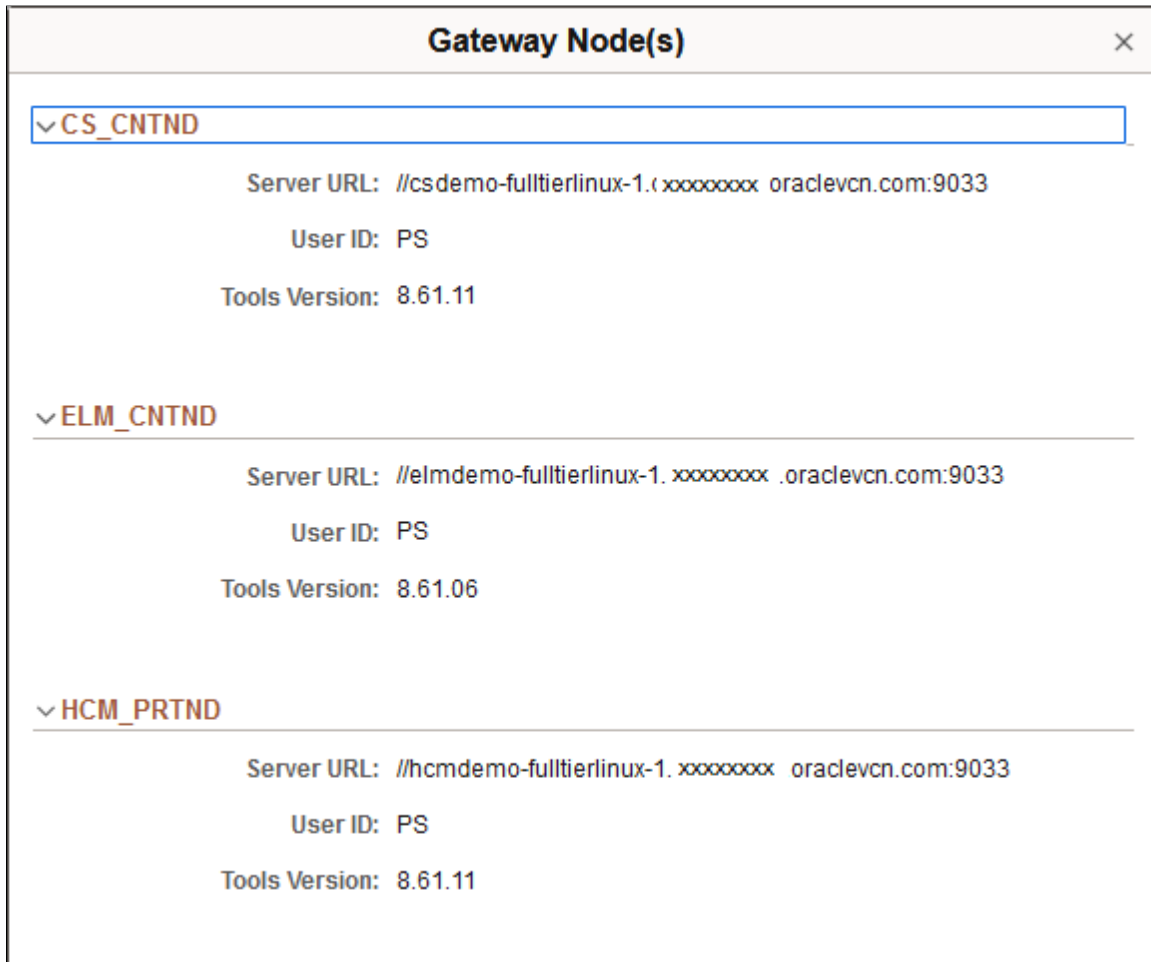 Gateway Node(s)
CS_CNTND
Server URL: //csdemo-fulltierlinux-1.( xxxxxxxx oraclevcn.com:9033
User ID: PS
Tools Version: 8.61.11
ELM_CNTND
Server URL: //elmdemo-fulltierlinux-1. xxxxxxxx .oraclevcn.com:9033
User ID: PS
Tools Version: 8.61.06
HCM_PRTND
Server URL: //hcmdemo-fulltierlinux-1. xxxxxxxx oraclevcn.com:9033
User ID: PS
Tools Version: 8.61.11